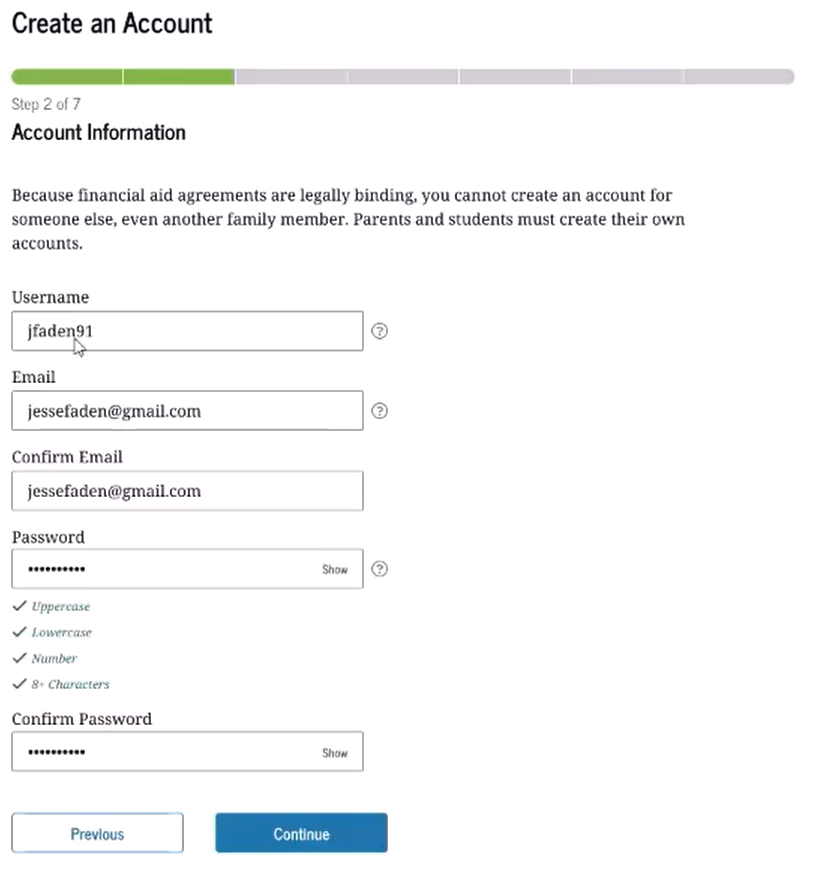 Create an Account
Step 2 of 7
Account Information
Because financial aid agreements are legally binding, you cannot create an account for
someone else, even another family member. Parents and students must create their own
accounts.
Username
jfaden91
?
Email
jessefaden@gmail.com
?
Confirm Email
jessefaden@gmail.com
Password
•••••••••• Show
?
✓ Uppercase
✓ Lowercase
✓ Number
✓ 8+ Characters
Confirm Password
•••••••••• Show
Previous
Continue